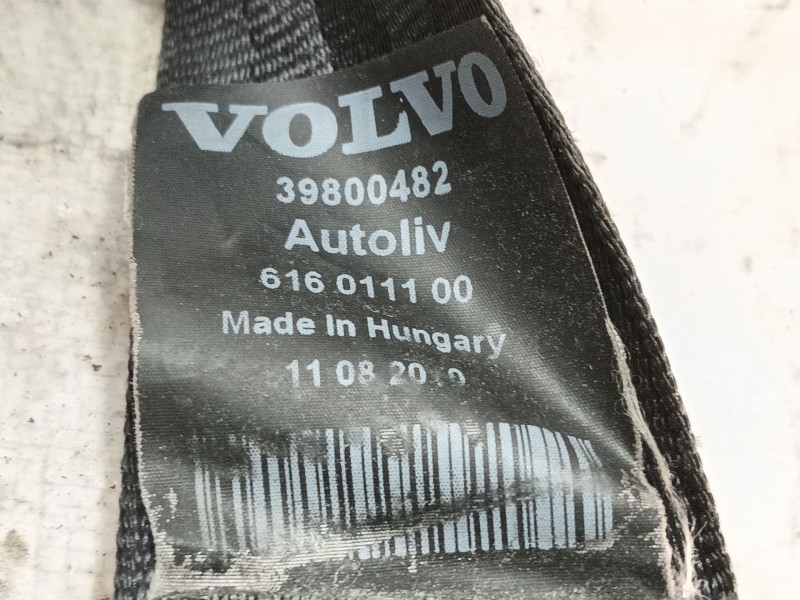 VOLVO
39800482
Autoliv
616 0111 00
Made In Hungary
11 08